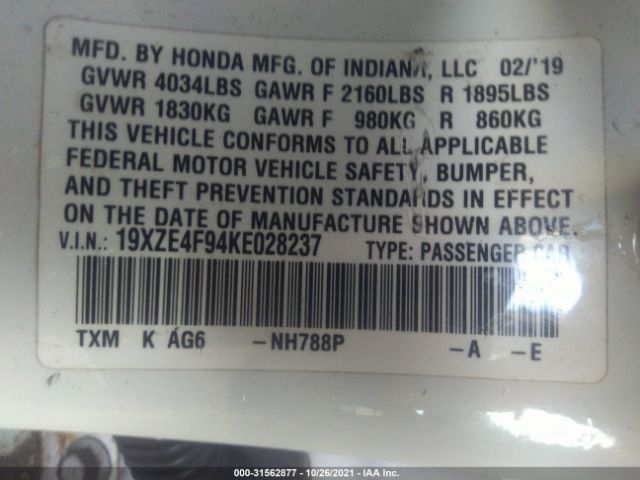 MFD. BY HONDA MFG. OF INDIANA, LLC 02/'19
GVWR 4034LBS GAWR F 2160LBS R 1895LBS
GVWR 1830KG GAWR F 980KG R 860KG
THIS VEHICLE CONFORMS TO ALL APPLICABLE
FEDERAL MOTOR VEHICLE SAFETY, BUMPER,
AND THEFT PREVENTION STANDARDS IN EFFECT
ON THE DATE OF MANUFACTURE SHOWN ABOVE.
V.I.N.: 19XZE4F94KE028237 TYPE: PASSENGER CAR
TXM K ÁG6 -NH788P -A -E
000-31562877 - 10/26/2021 - IAA Inc.